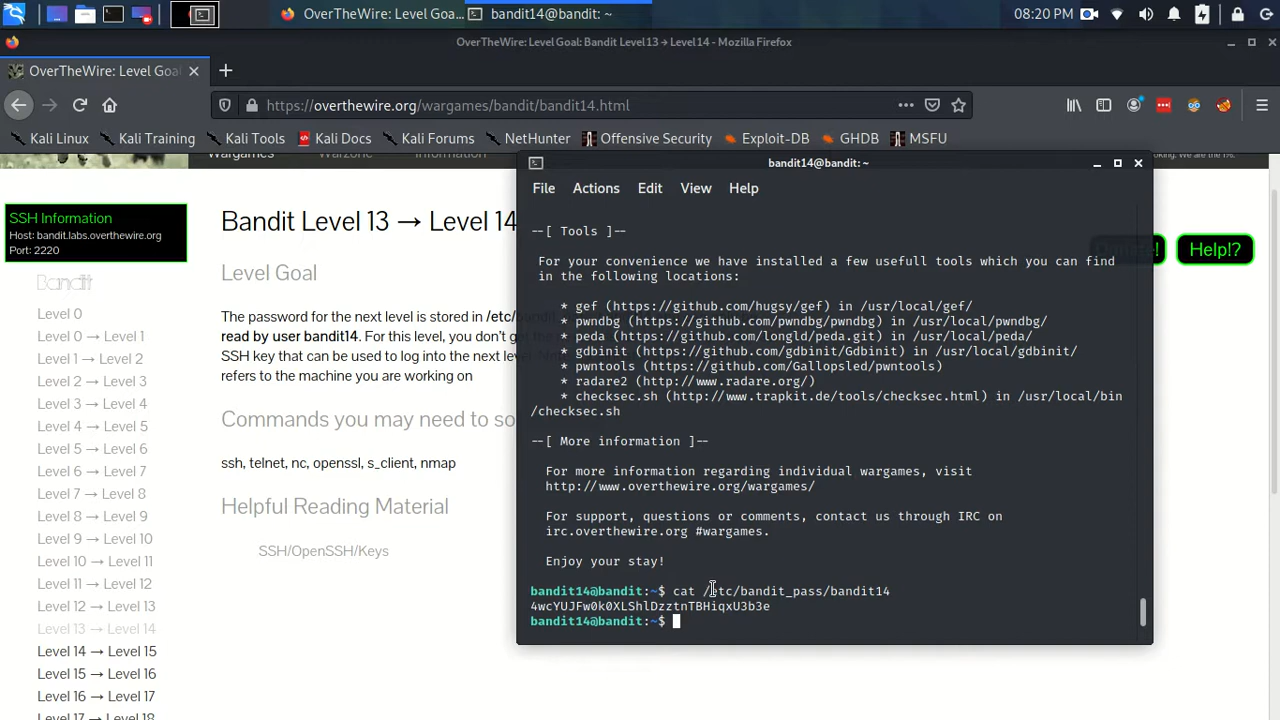 OverTheWire: Level Goa...
bandit14@bandit: ~
08:20 PM
OverTheWire: Level Goal: Bandit Level 13 → Level 14 - Mozilla Firefox
OverTheWire: Level Goal
https://overthewire.org/wargames/bandit/bandit14.html
Kali Linux
Kali Training
Kali Tools
Kali Docs
Kali Forums
NetHunter
Offensive Security
Exploit-DB
GHDB
MSFU
Wargames
Warzone
Information
SSH Information
Host: bandit.labs.overthewire.org
Port: 2220
Bandit
Level 0
Level 0 → Level 1
Level 1 → Level 2
Level 2 → Level 3
Level 3 → Level 4
Level 4 → Level 5
Level 5 → Level 6
Level 6 → Level 7
Level 7 → Level 8
Level 8 → Level 9
Level 9 → Level 10
Level 10 → Level 11
Level 11 → Level 12
Level 12 → Level 13
Level 13 → Level 14
Level 14 → Level 15
Level 15 → Level 16
Level 16 → Level 17
Level 17 → Level 18
Bandit Level 13 → Level 14
Level Goal
The password for the next level is stored in /etc/
read by user bandit14. For this level, you don't
SSH key that can be used to log into the next level
refers to the machine you are working on
Commands you may need to so
ssh, telnet, nc, openssl, s_client, nmap
Helpful Reading Material
SSH/OpenSSH/Keys
Help!?
bandit14@bandit: ~
File Actions Edit View Help
--[ Tools ]--
For your convenience we have installed a few usefull tools which you can find
in the following locations:
* gef (https://github.com/hugsy/gef) in /usr/local/gef/
* pwndbg (https://github.com/pwndbg/pwndbg) in /usr/local/pwndbg/
* peda (https://github.com/longld/peda.git) in /usr/local/peda/
* gdbinit (https://github.com/gdbinit/Gdbinit) in /usr/local/gdbinit/
* pwntools (https://github.com/Gallopsled/pwntools)
* radare2 (http://www.radare.org/)
* checksec.sh (http://www.trapkit.de/tools/checksec.html) in /usr/local/bin
/checksec.sh
--[ More information ]--
For more information regarding individual wargames, visit
http://www.overthewire.org/wargames/
For support, questions or comments, contact us through IRC on
irc.overthewire.org #wargames.
Enjoy your stay!
bandit14@bandit:~$ cat /etc/bandit_pass/bandit14
4wcYUJFw0k0XLShlDzztnTBHiqxU3b3e
bandit14@bandit:~$